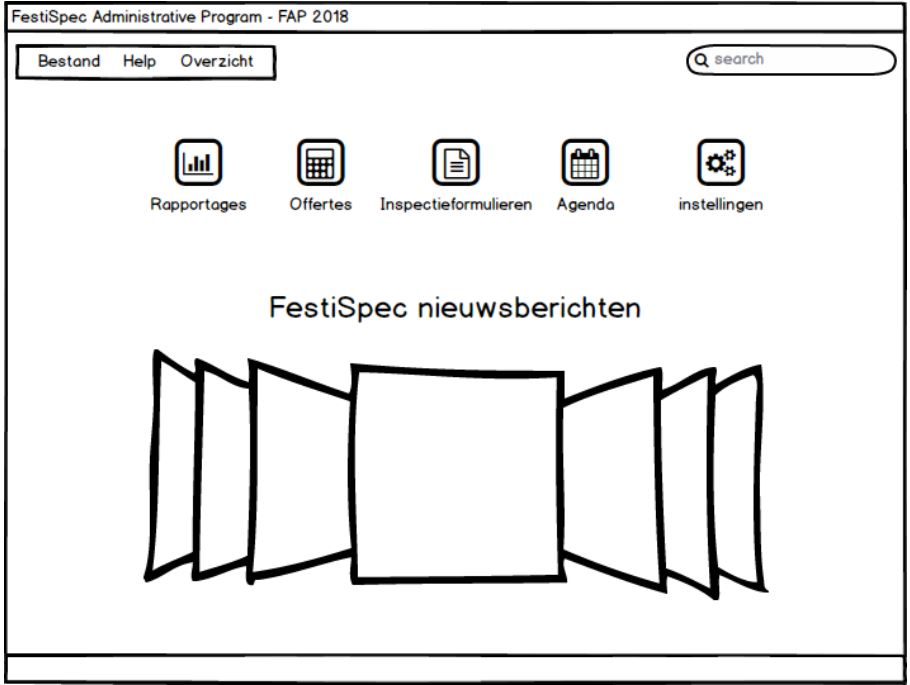 FestiSpec Administrative Program - FAP 2018
Bestand Help Overzicht
search
Rapportages Offertes Inspectieformulieren Agenda instellingen
FestiSpec nieuwsberichten